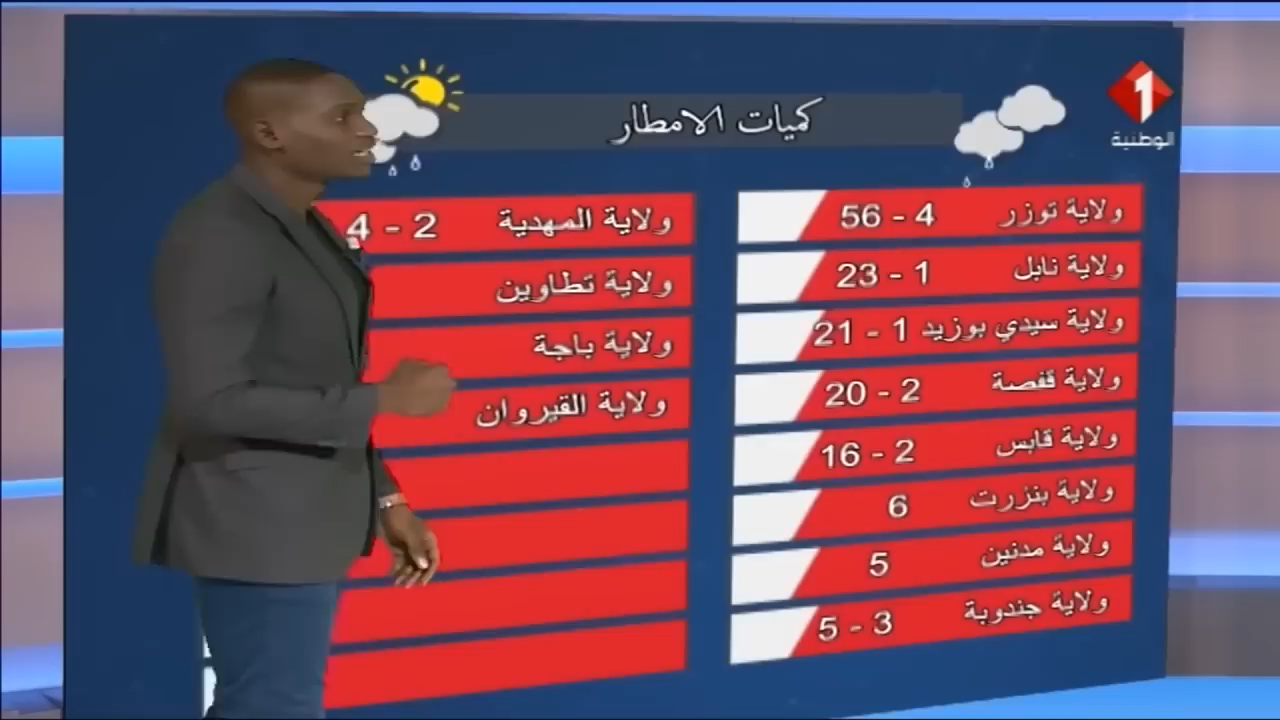 كميات الامطار
1
الوطنية
ولاية توزر 4 - 56
ولاية نابل 1 - 23
ولاية سيدي بوزيد 1 - 21
ولاية قفصة 2 - 20
ولاية قابس 2 - 16
ولاية بنزرت 6
ولاية مدنين 5
ولاية جندوبة 3 - 5
ولاية المهدية 2 - 4
ولاية تطاوين
ولاية باجة
ولاية القيروان